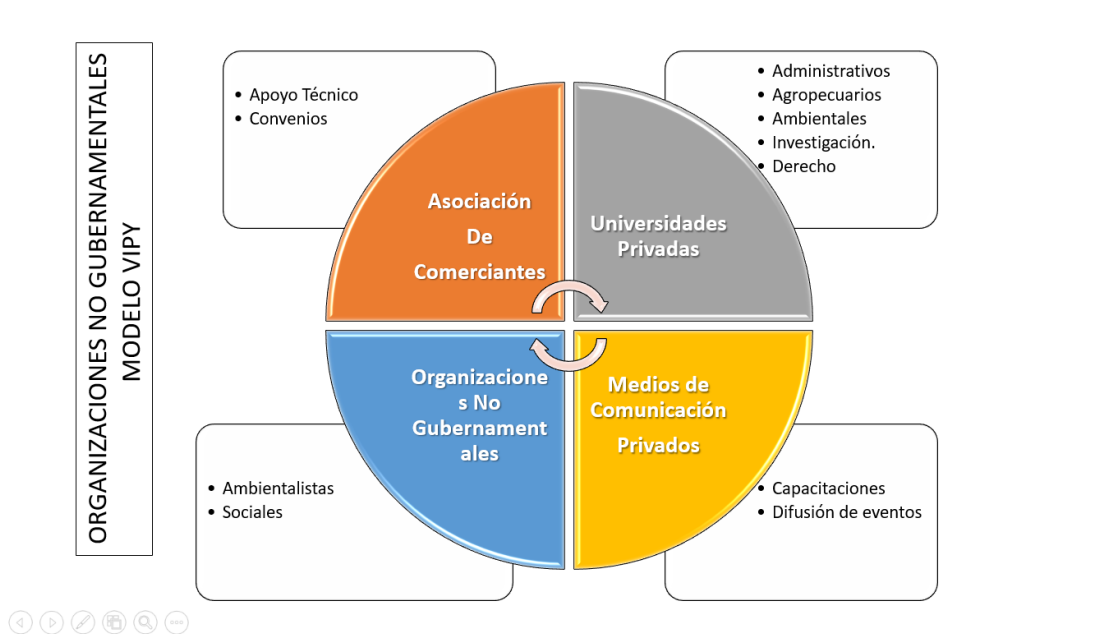 ORGANIZACIONES NO GUBERNAMENTALES
MODELO VIPY
• Apoyo Técnico
• Convenios
• Administrativos
• Agropecuarios
• Ambientales
• Investigación.
• Derecho
Asociación
De
Comerciantes
Universidades
Privadas
Organizacione
s No
Gubernament
ales
Medios de
Comunicación
Privados
• Ambientalistas
• Sociales
• Capacitaciones
• Difusión de eventos